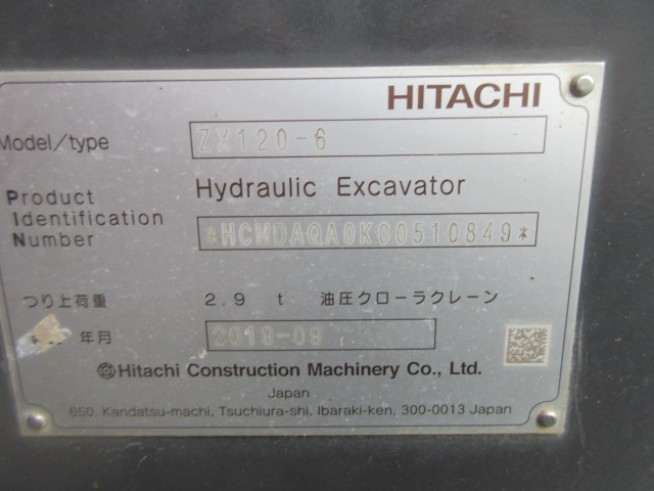 HITACHI
Model/type ZX120-6
Hydraulic Excavator
Product
Identification
Number *HCMDAQA0K00510849*
つり上荷重 2.9 t 油圧クローラクレーン
年月
Hitachi Construction Machinery Co., Ltd.
Japan
650, Kandatsu-machi, Tsuchiura-shi, Ibaraki-ken, 300-0013 Japan